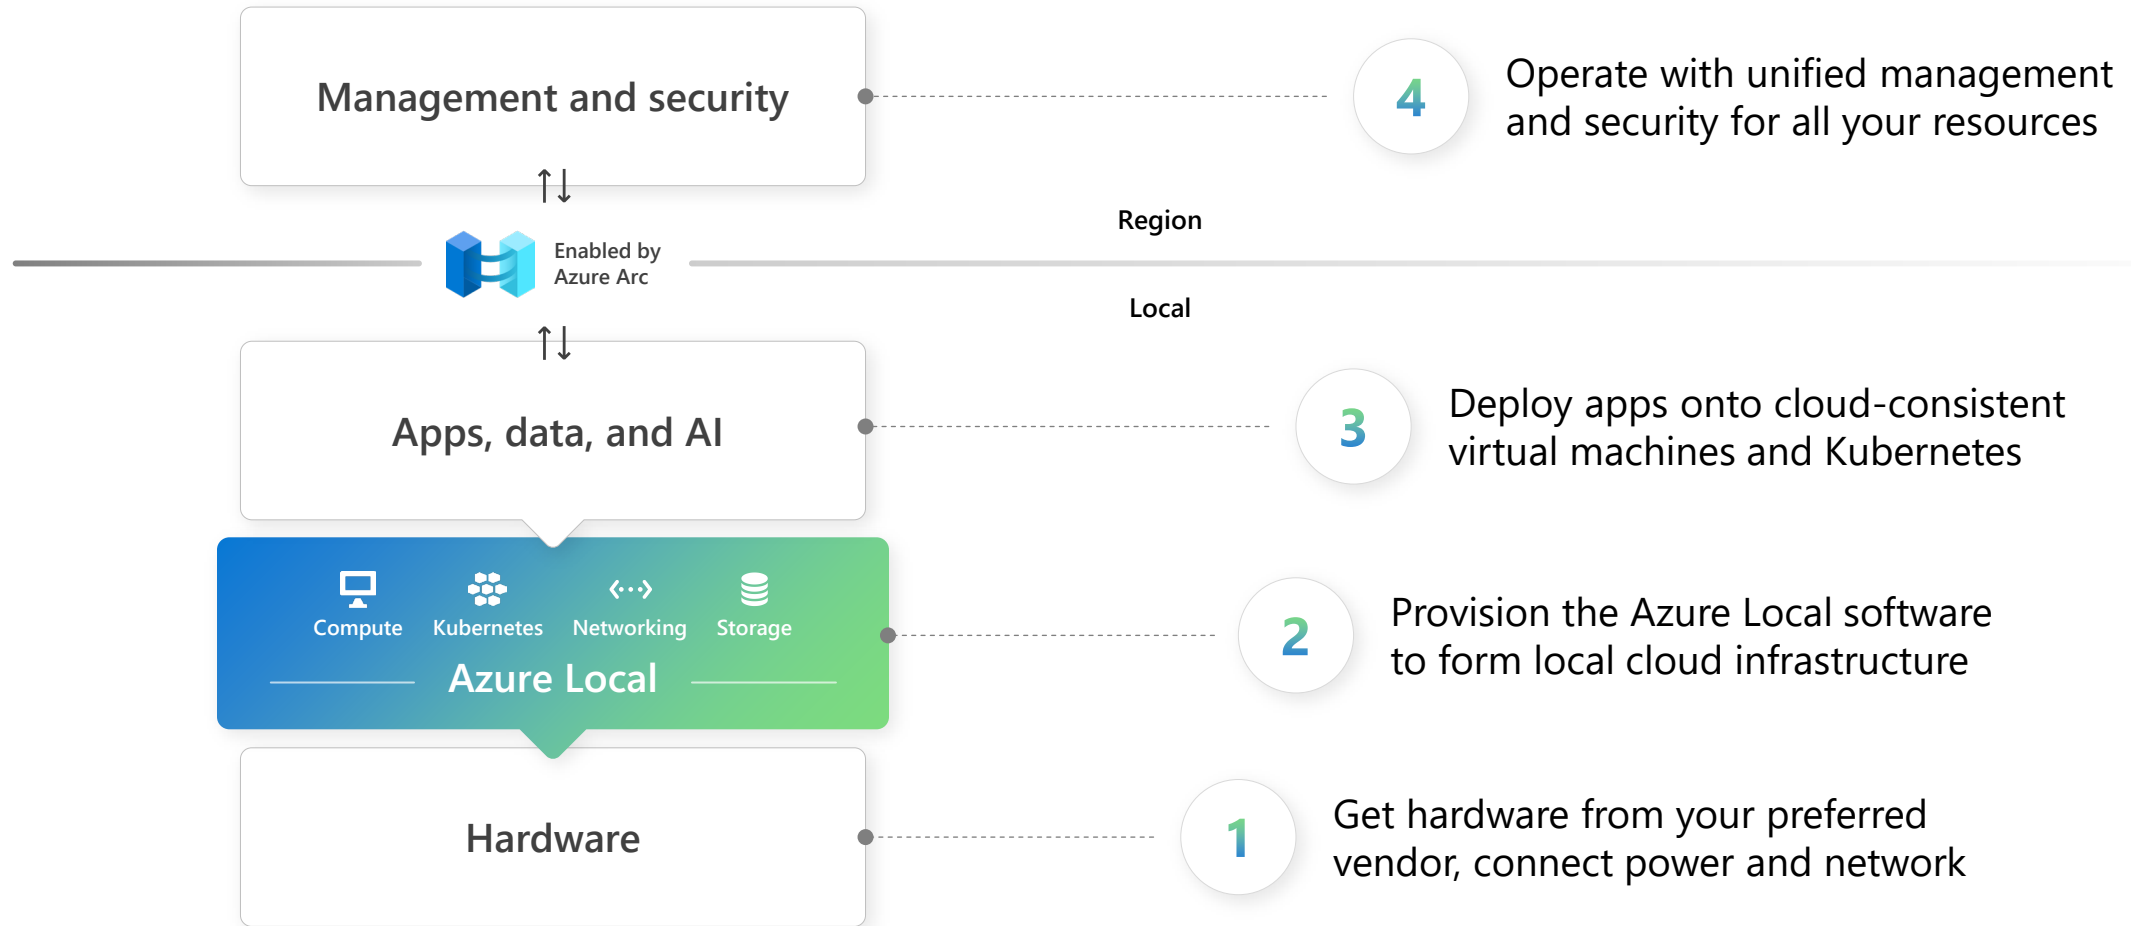 Management and security
4
Operate with unified management
and security for all your resources
Region
Enabled by
Azure Arc
Local
Apps, data, and AI
3
Deploy apps onto cloud-consistent
virtual machines and Kubernetes
Compute
Kubernetes
Networking
Storage
Azure Local
2
Provision the Azure Local software
to form local cloud infrastructure
Hardware
1
Get hardware from your preferred
vendor, connect power and network